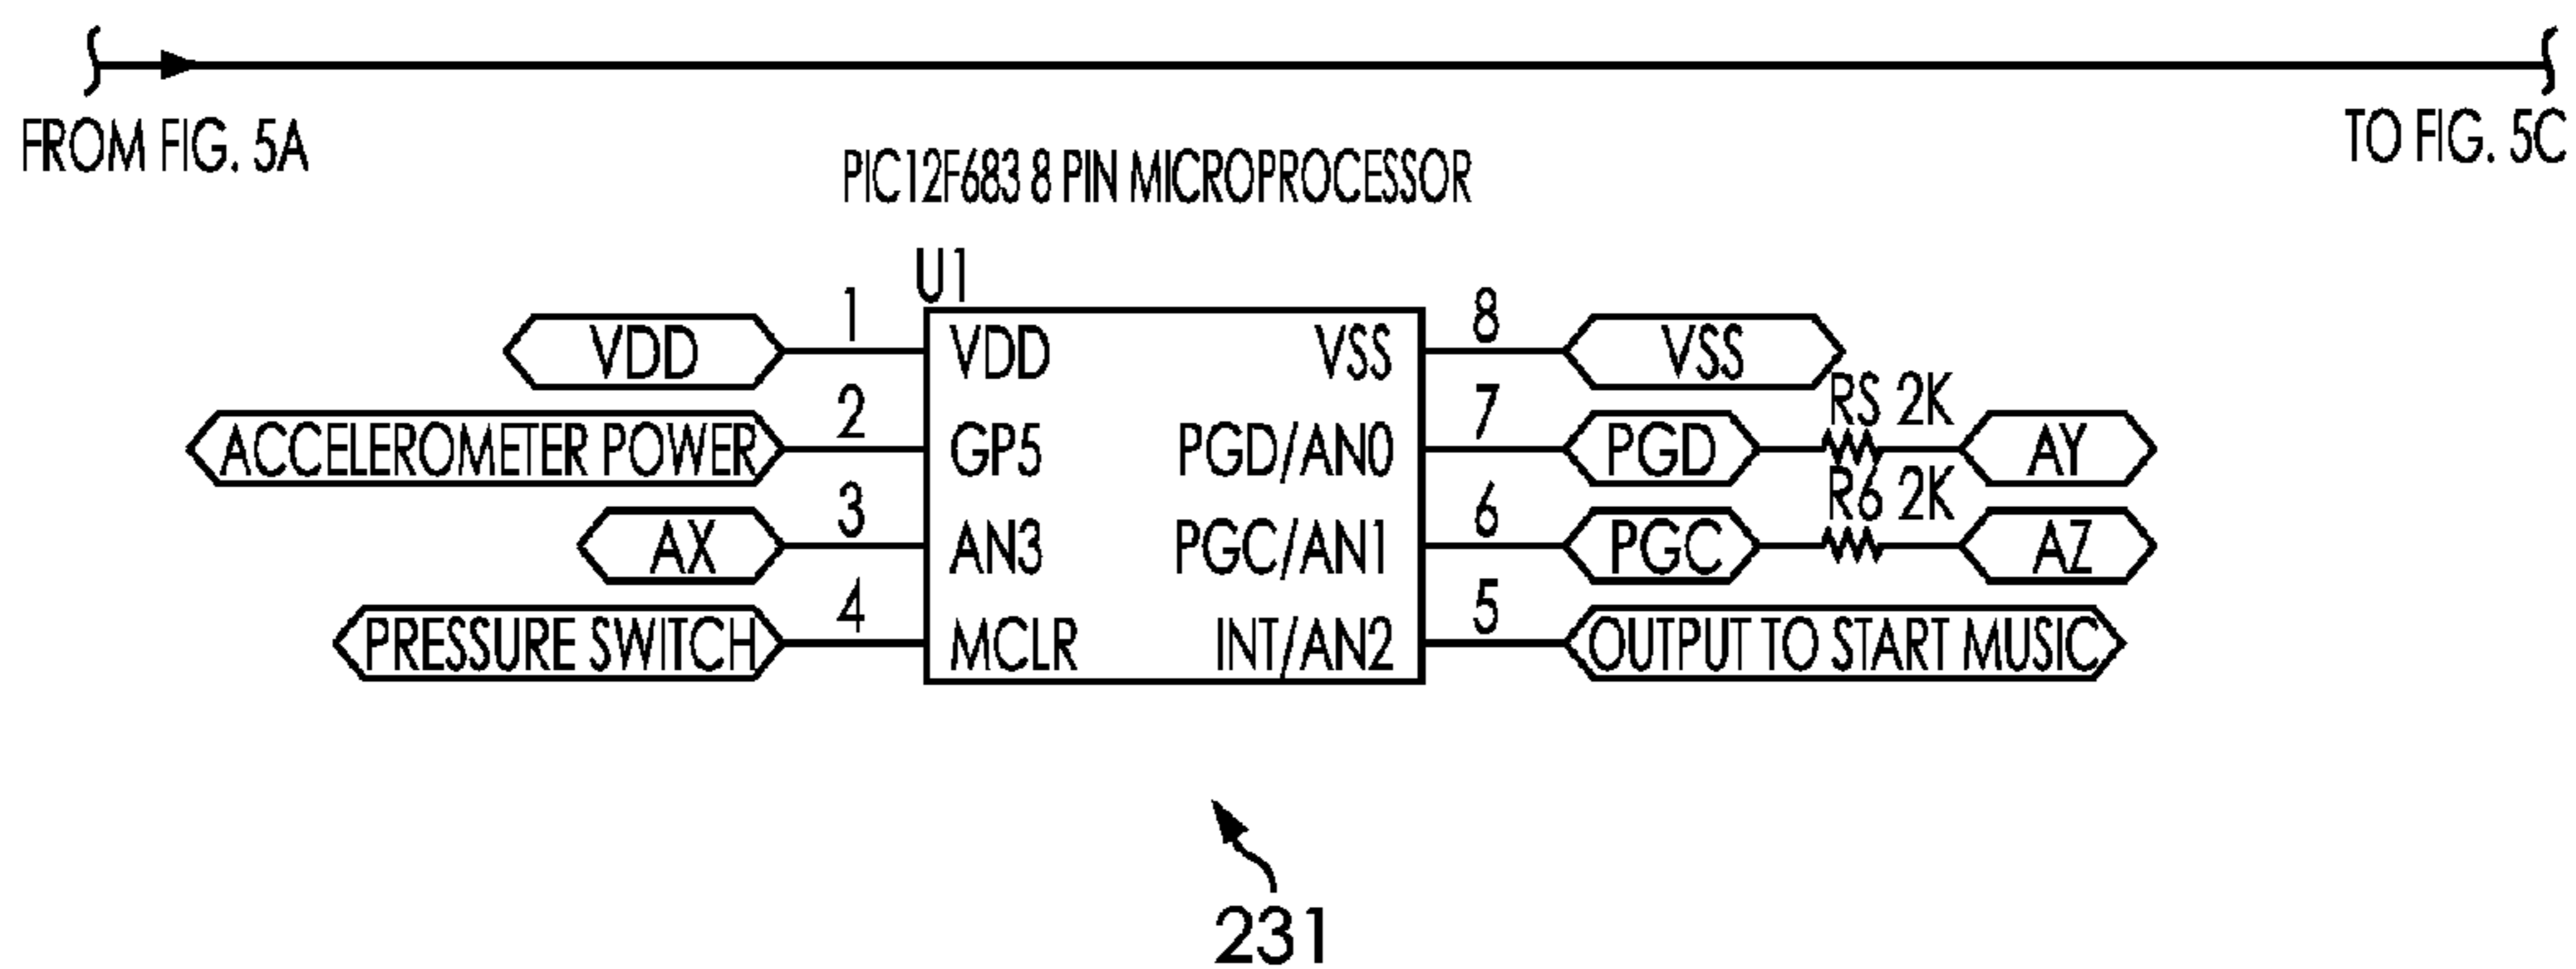 FROM FIG. 5A
TO FIG. 5C
PIC12F683 8 PIN MICROPROCESSOR
U1
VDD 1 VDD VSS 8 VSS
RS 2K
ACCELEROMETER POWER 2 GP5 PGD/AN0 7 PGD AY
R6 2K
AX 3 AN3 PGC/AN1 6 PGC AZ
PRESSURE SWITCH 4 MCLR INT/AN2 5 OUTPUT TO START MUSIC
231